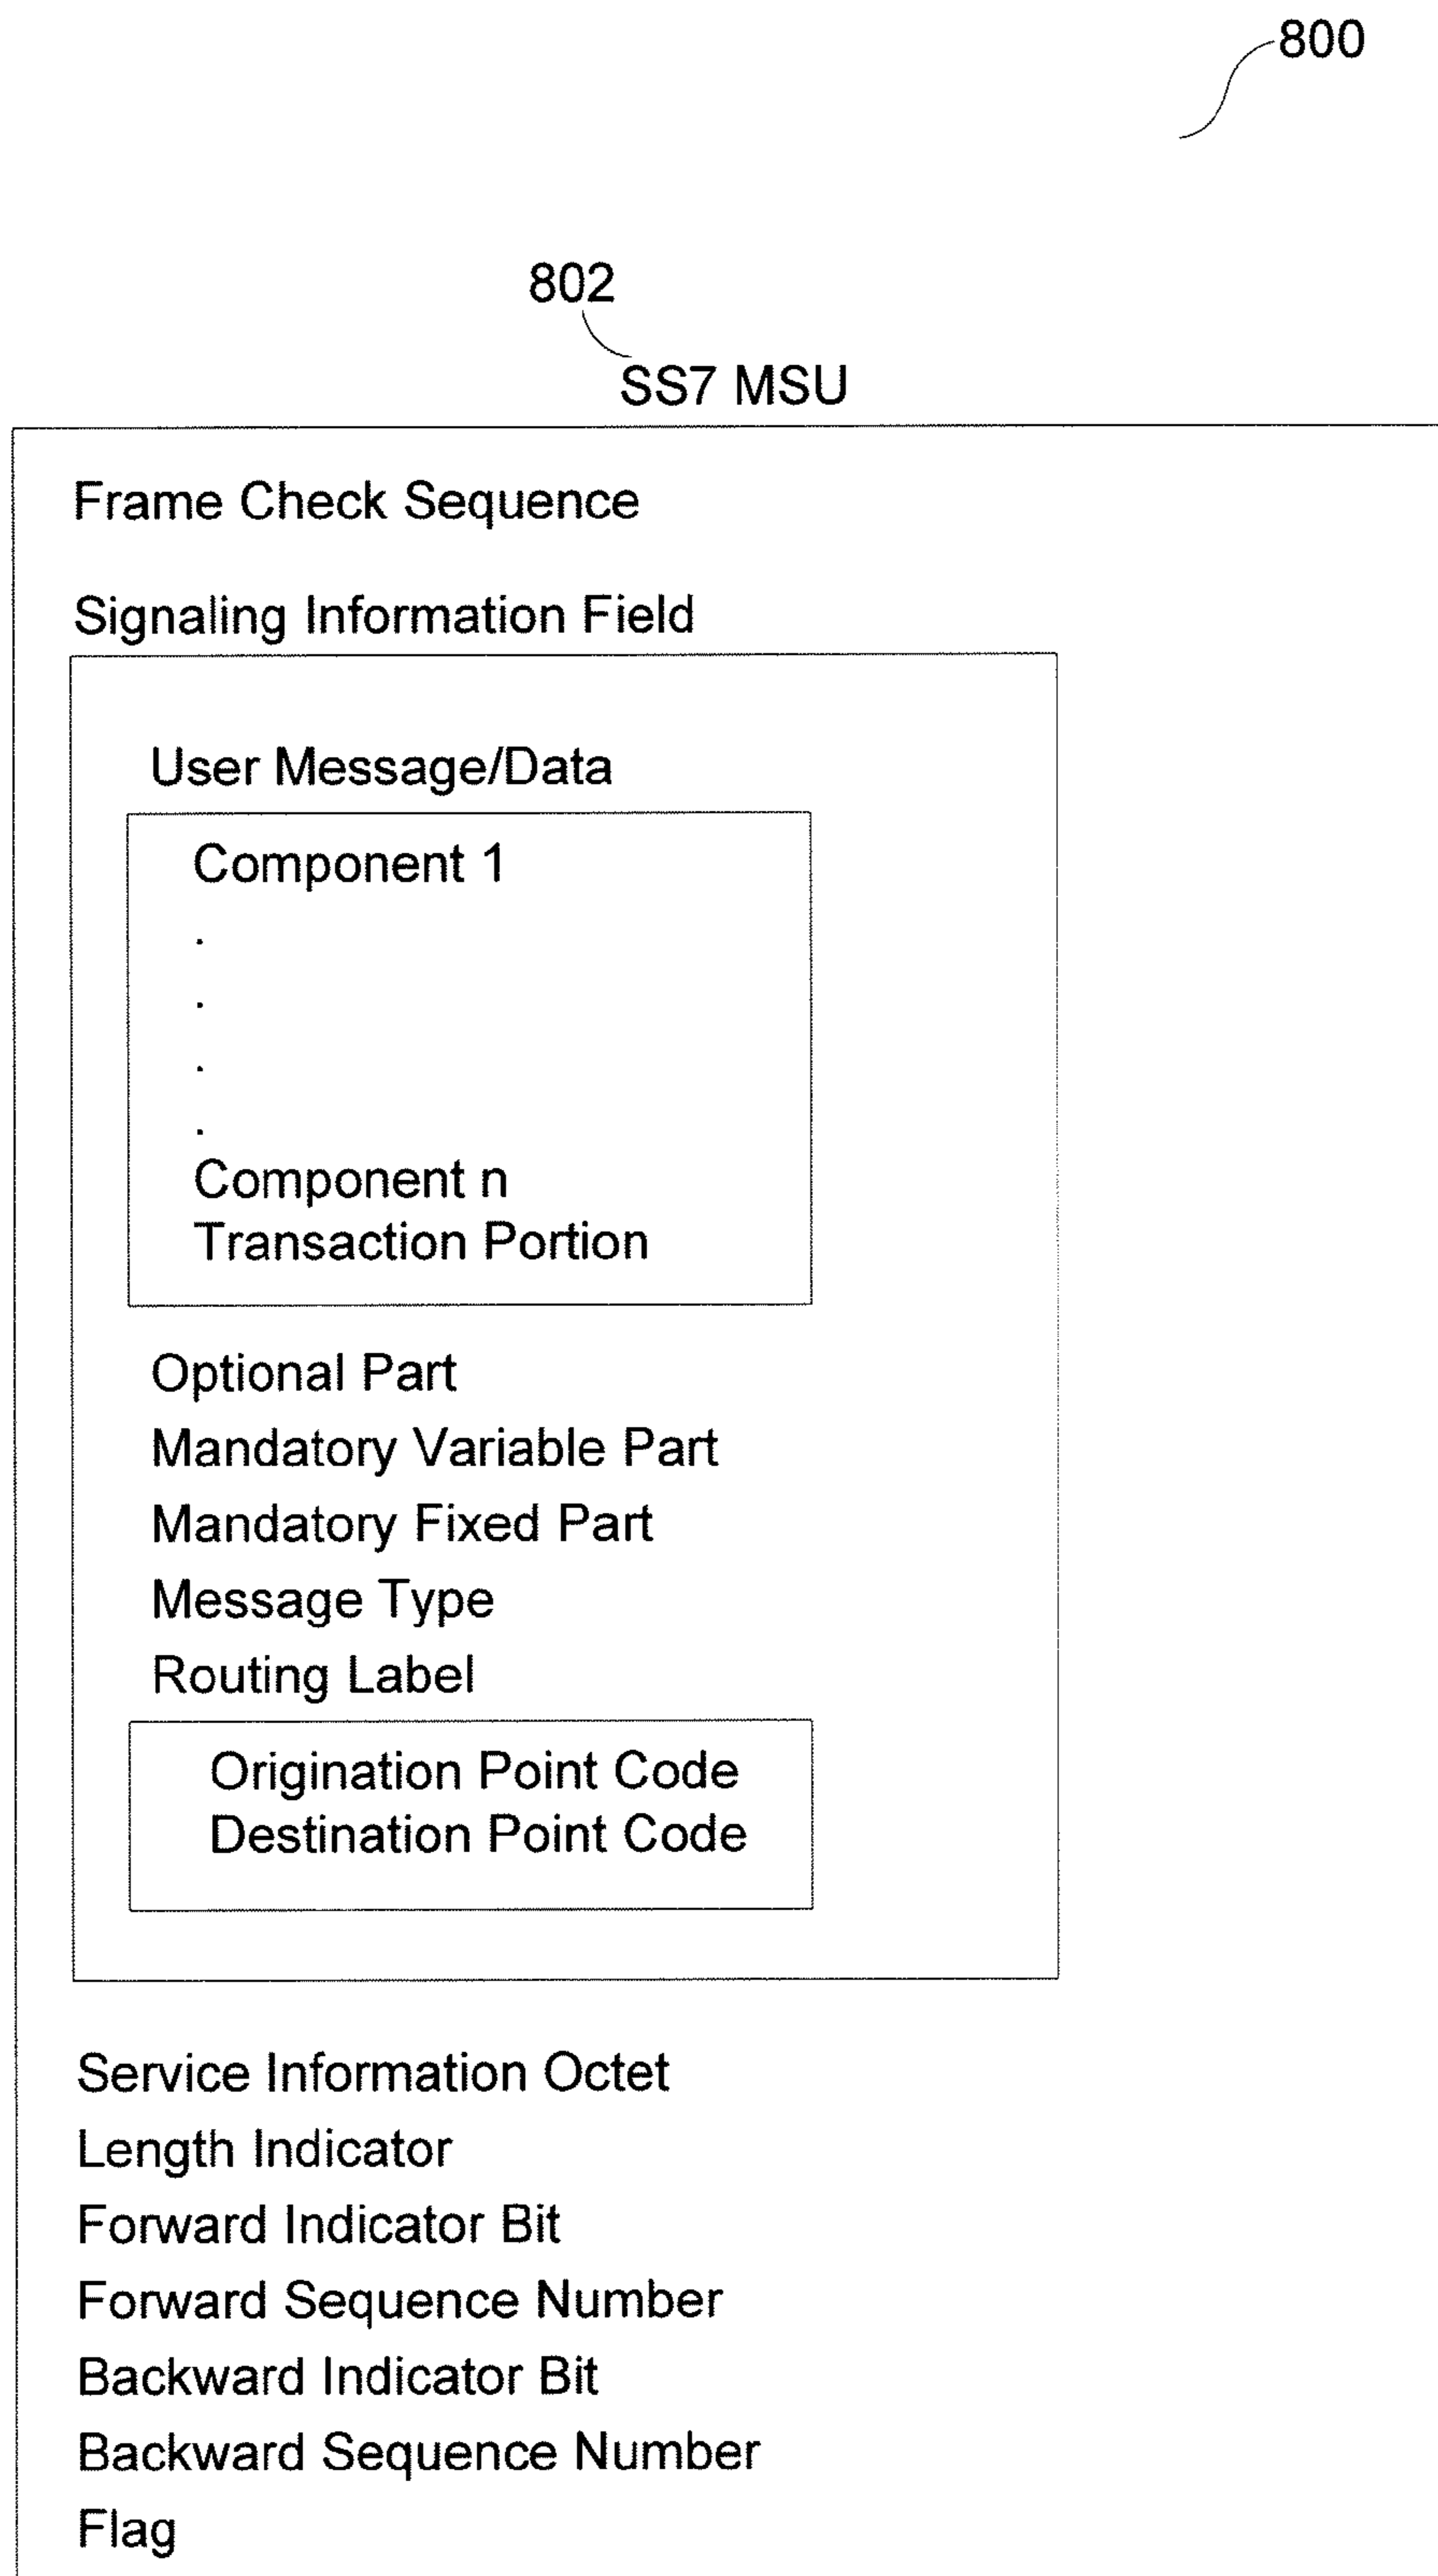 800
802
SS7 MSU
Frame Check Sequence
Signaling Information Field
User Message/Data
Component 1
.
.
.
.
Component n
Transaction Portion
Optional Part
Mandatory Variable Part
Mandatory Fixed Part
Message Type
Routing Label
Origination Point Code
Destination Point Code
Service Information Octet
Length Indicator
Forward Indicator Bit
Forward Sequence Number
Backward Indicator Bit
Backward Sequence Number
Flag